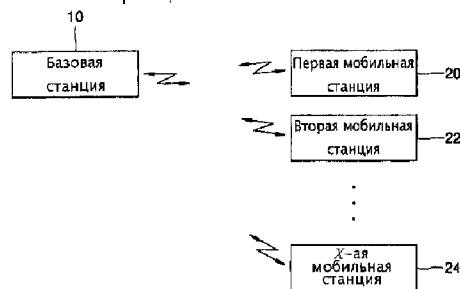 10
Базовая
станция
Первая мобильная
станция
20
Вторая мобильная
станция
22
X-ая
мобильная
станция
24